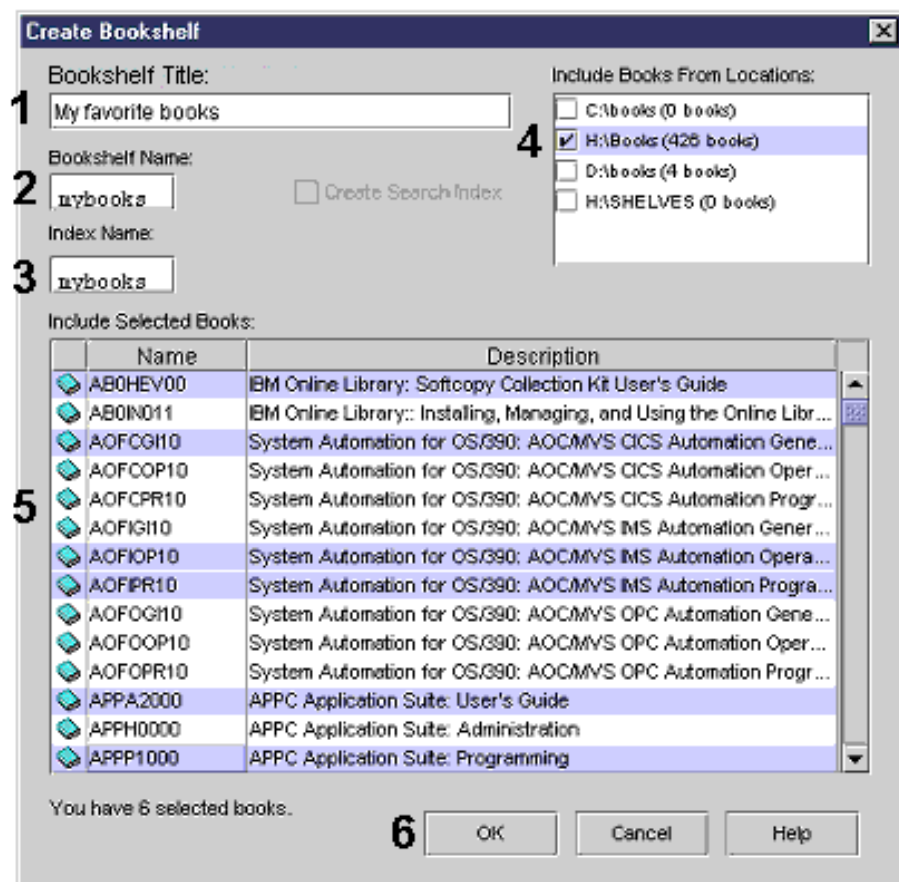 Create Bookshelf
Bookshelf Title:
1
My favorite books
Bookshelf Name:
2
mybooks
Create Search Index
Index Name:
3
mybooks
Include Books From Locations:
4
C:\books (0 books)
H:\Books (426 books)
D:\books (4 books)
H:\SHELVES (0 books)
Include Selected Books:
5
Name Description
AB0HEV00 IBM Online Library: Softcopy Collection Kit User's Guide
AB0IN011 IBM Online Library:: Installing, Managing, and Using the Online Libr...
AOFCGI10 System Automation for OS/390: AOC/MVS CICS Automation Gene...
AOFCOP10 System Automation for OS/390: AOC/MVS CICS Automation Oper...
AOFCPR10 System Automation for OS/390: AOC/MVS CICS Automation Progr...
AOFIGI10 System Automation for OS/390: AOC/MVS IMS Automation Gener...
AOFIOP10 System Automation for OS/390: AOC/MVS IMS Automation Opera...
AOFIPR10 System Automation for OS/390: AOC/MVS IMS Automation Progra...
AOFOGI10 System Automation for OS/390: AOC/MVS OPC Automation Gene...
AOFOOP10 System Automation for OS/390: AOC/MVS OPC Automation Oper...
AOFOPR10 System Automation for OS/390: AOC/MVS OPC Automation Progr...
APPA2000 APPC Application Suite: User's Guide
APPH0000 APPC Application Suite: Administration
APPP1000 APPC Application Suite: Programming
You have 6 selected books.
6
OK Cancel Help